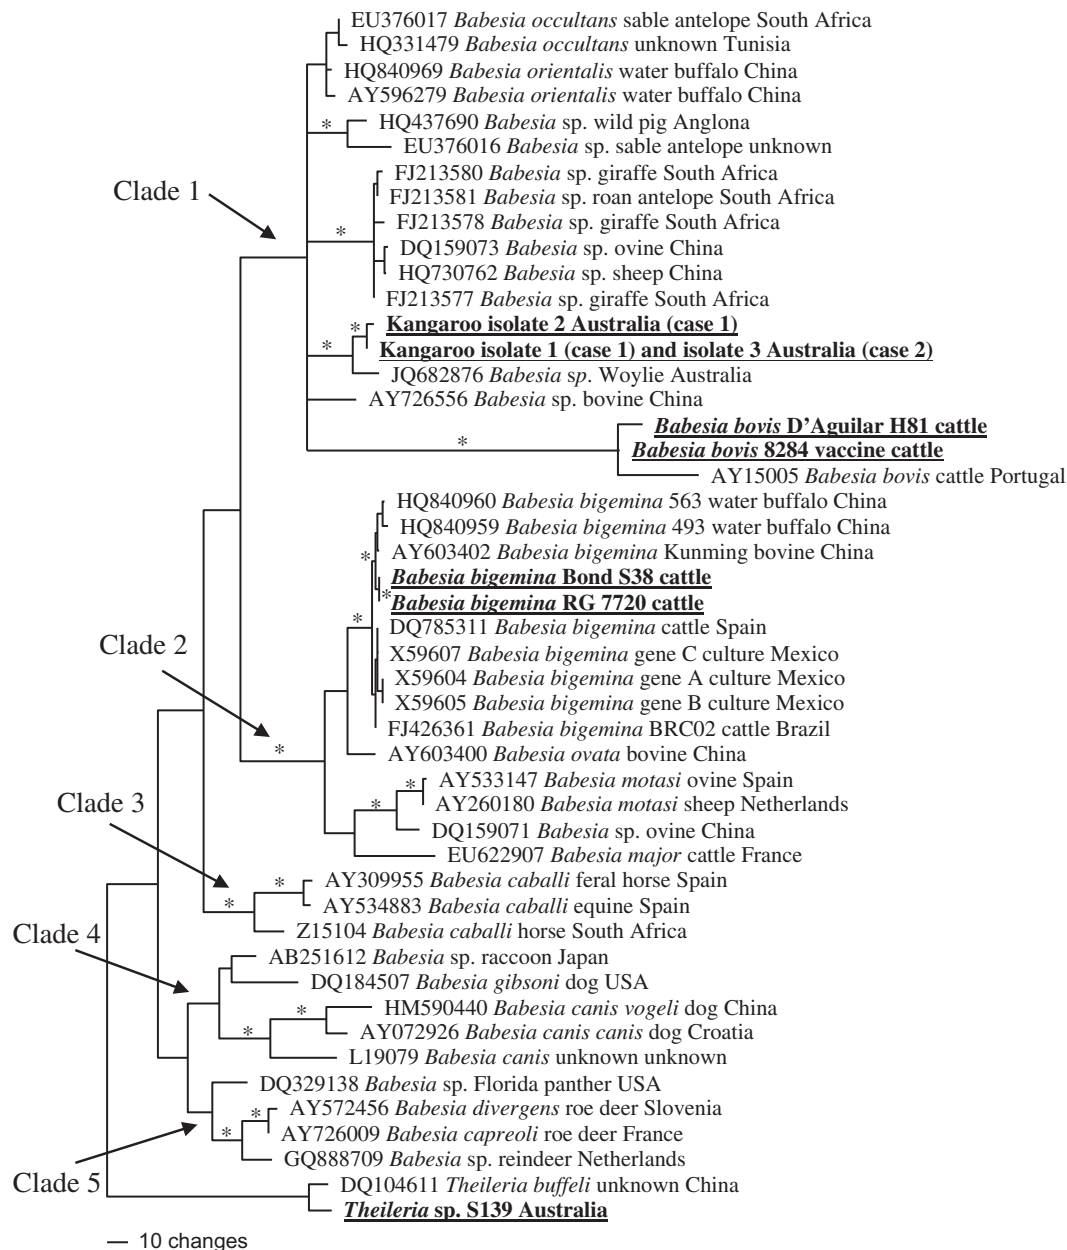 EU376017 Babesia occultans sable antelope South Africa
HQ331479 Babesia occultans unknown Tunisia
HQ840969 Babesia orientalis water buffalo China
AY596279 Babesia orientalis water buffalo China
* HQ437690 Babesia sp. wild pig Anglona
EU376016 Babesia sp. sable antelope unknown
FJ213580 Babesia sp. giraffe South Africa
Clade 1
FJ213581 Babesia sp. roan antelope South Africa
FJ213578 Babesia sp. giraffe South Africa
*
DQ159073 Babesia sp. ovine China
HQ730762 Babesia sp. sheep China
FJ213577 Babesia sp. giraffe South Africa
* Kangaroo isolate 2 Australia (case 1)
* Kangaroo isolate 1 (case 1) and isolate 3 Australia (case 2)
JQ682876 Babesia sp. Woylie Australia
AY726556 Babesia sp. bovine China
Babesia bovis D’Aguilar H81 cattle
* Babesia bovis 8284 vaccine cattle
AY15005 Babesia bovis cattle Portugal
HQ840960 Babesia bigemina 563 water buffalo China
HQ840959 Babesia bigemina 493 water buffalo China
* AY603402 Babesia bigemina Kunming bovine China
Babesia bigemina Bond S38 cattle
* Babesia bigemina RG 7720 cattle
* DQ785311 Babesia bigemina cattle Spain
Clade 2
X59607 Babesia bigemina gene C culture Mexico
X59604 Babesia bigemina gene A culture Mexico
X59605 Babesia bigemina gene B culture Mexico
FJ426361 Babesia bigemina BRC02 cattle Brazil
* AY603400 Babesia ovata bovine China
* AY533147 Babesia motasi ovine Spain
Clade 3
* AY260180 Babesia motasi sheep Netherlands
DQ159071 Babesia sp. ovine China
EU622907 Babesia major cattle France
* AY309955 Babesia caballi feral horse Spain
* AY534883 Babesia caballi equine Spain
Z15104 Babesia caballi horse South Africa
Clade 4
AB251612 Babesia sp. raccoon Japan
DQ184507 Babesia gibsoni dog USA
* HM590440 Babesia canis vogeli dog China
* AY072926 Babesia canis canis dog Croatia
L19079 Babesia canis unknown unknown
DQ329138 Babesia sp. Florida panther USA
* AY572456 Babesia divergens roe deer Slovenia
* AY726009 Babesia capreoli roe deer France
GQ888709 Babesia sp. reindeer Netherlands
Clade 5
DQ104611 Theileria buffeli unknown China
Theileria sp. S139 Australia
10 changes